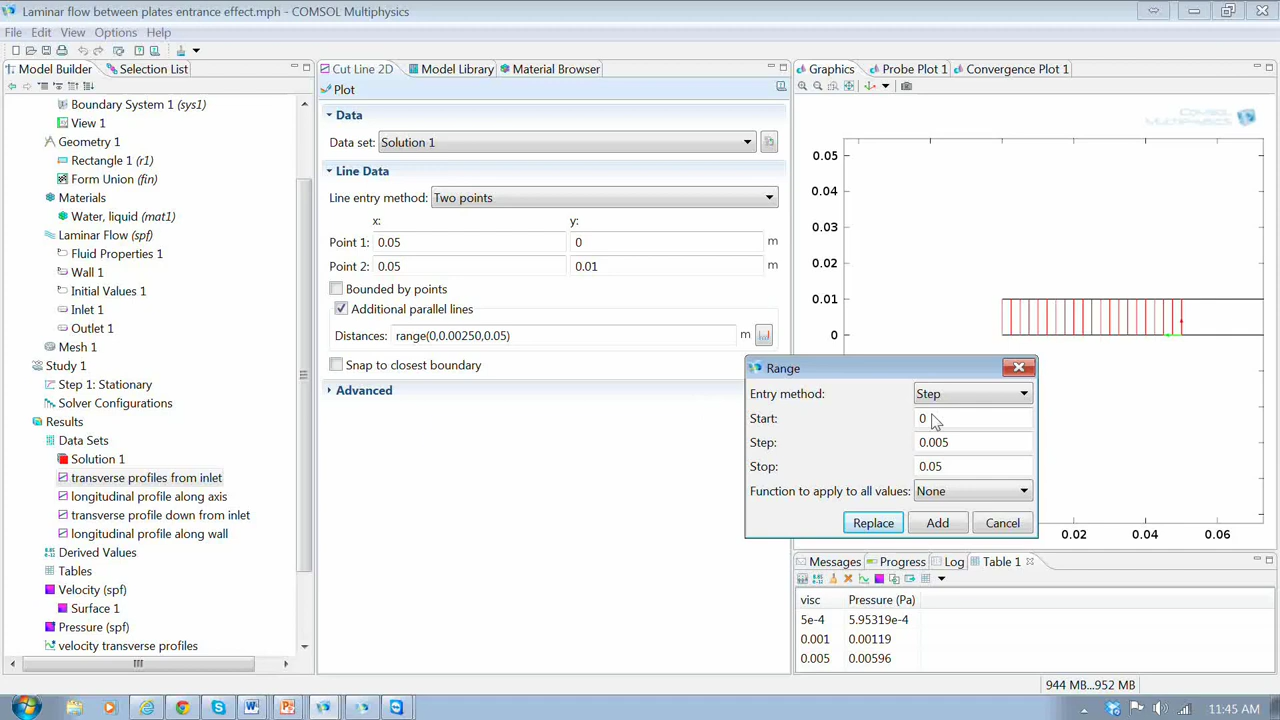 Laminar flow between plates entrance effect.mph - COMSOL Multiphysics
File Edit View Options Help
Model Builder Selection List
Boundary System 1 (sys1)
View 1
Geometry 1
Rectangle 1 (r1)
Form Union (fin)
Materials
Water, liquid (mat1)
Laminar Flow (spf)
Fluid Properties 1
Wall 1
Initial Values 1
Inlet 1
Outlet 1
Mesh 1
Study 1
Step 1: Stationary
Solver Configurations
Results
Data Sets
Solution 1
transverse profiles from inlet
longitudinal profile along axis
transverse profile down from inlet
longitudinal profile along wall
Derived Values
Tables
Velocity (spf)
Surface 1
Pressure (spf)
velocity transverse profiles
Cut Line 2D Model Library Material Browser
Plot
Data
Data set: Solution 1
Line Data
Line entry method: Two points
x: y:
Point 1: 0.05 0 m
Point 2: 0.05 0.01 m
Bounded by points
Additional parallel lines
Distances: range(0,0.00250,0.05) m
Snap to closest boundary
Advanced
Graphics Probe Plot 1 Convergence Plot 1
COMSOL
MULTIPHYSICS
0.05
0.04
0.03
0.02
0.01
0
0.02 0.04 0.06
Range
Entry method: Step
Start: 0
Step: 0.005
Stop: 0.05
Function to apply to all values: None
Replace Add Cancel
Messages Progress Log Table 1
visc Pressure (Pa)
5e-4 5.95319e-4
0.001 0.00119
0.005 0.00596
944 MB...952 MB
11:45 AM